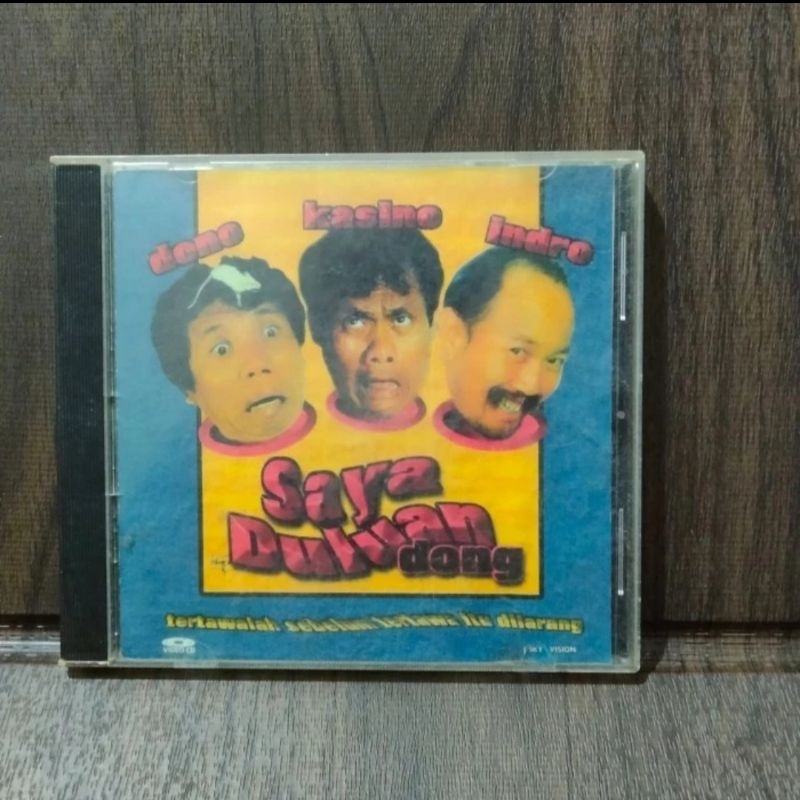 dono kasino indro
Saya
Duluan
dong
tertawalah sebelum tertawa itu dilarang
VIDEO CD
SKY VISION